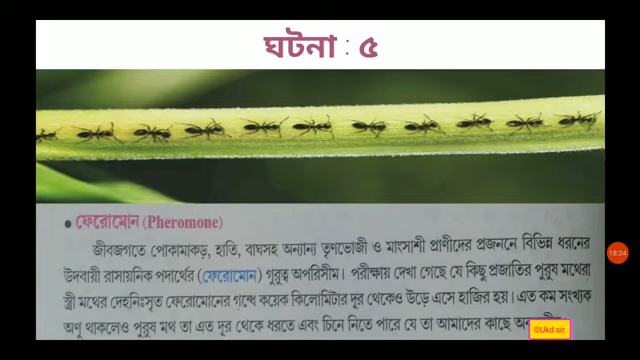 ঘটনা : ৫
• ফেরোমোন (Pheromone)
জীবজগতে পোকামাকড়, হাতি, বাঘসহ অন্যান্য তৃণভোজী ও মাংসাশী প্রাণীদের প্রজননে বিভিন্ন ধরনের
উদবায়ী রাসায়নিক পদার্থের (ফেরোমোন) গুরুত্ব অপরিসীম। পরীক্ষায় দেখা গেছে যে কিছু প্রজাতির পুরুষ মথেরা
স্ত্রী মথের দেহনিঃসৃত ফেরোমোনের গন্ধে কয়েক কিলোমিটার দূর থেকেও উড়ে এসে হাজির হয়। এত কম সংখ্যক
অণু থাকলেও পুরুষ মথ তা এত দূর থেকে ধরতে এবং চিনে নিতে পারে যে তা আমাদের কাছে
©Ukd sir.
18:24